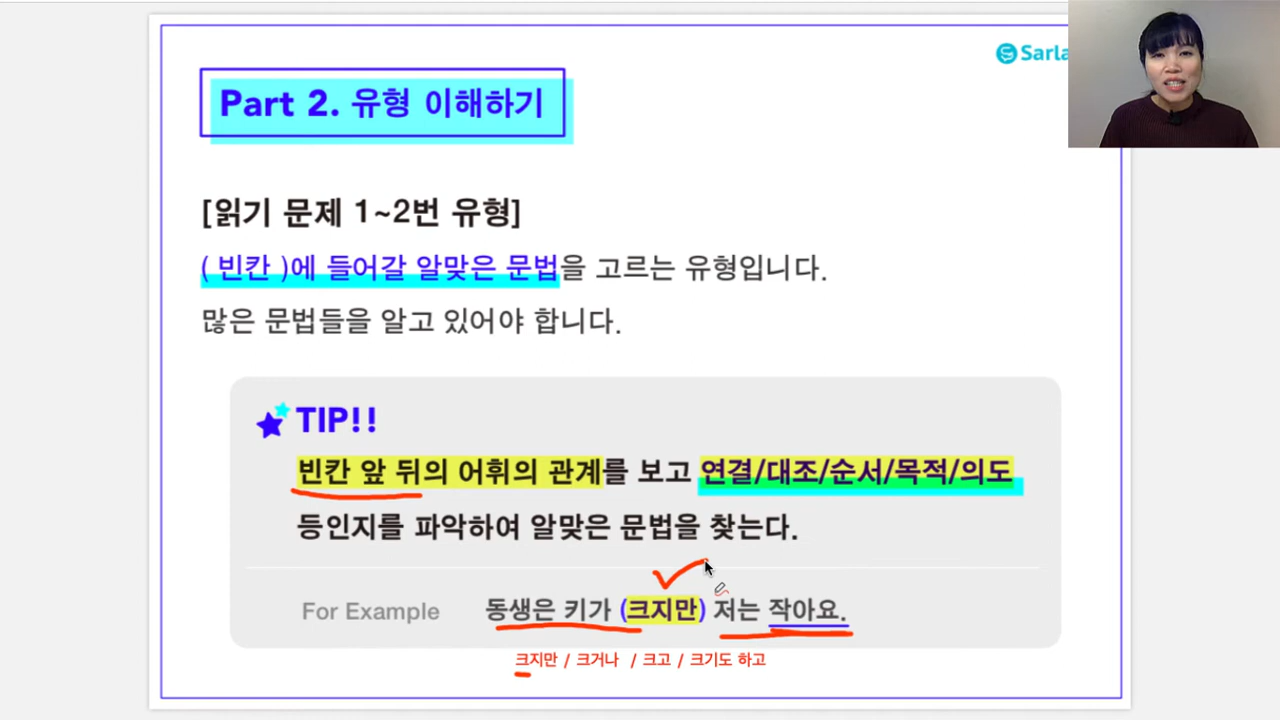 Part 2. 유형 이해하기
[읽기 문제 1~2번 유형]
( 빈칸 )에 들어갈 알맞은 문법을 고르는 유형입니다.
많은 문법들을 알고 있어야 합니다.
TIP!!
빈칸 앞 뒤의 어휘의 관계를 보고 연결/대조/순서/목적/의도
등인지를 파악하여 알맞은 문법을 찾는다.
For Example 동생은 키가 (크지만) 저는 작아요.
크지만 / 크거나 / 크고 / 크기도 하고